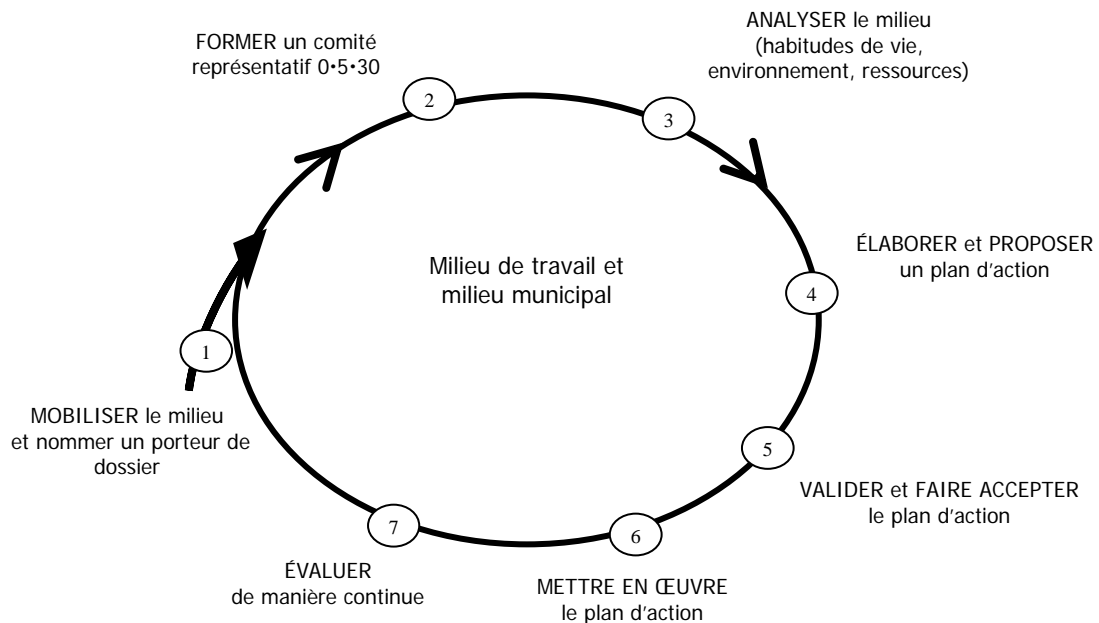 1
MOBILISER le milieu
et nommer un porteur de
dossier
2
FORMER un comité
représentatif 0•5•30
3
ANALYSER le milieu
(habitudes de vie,
environnement, ressources)
4
ÉLABORER et PROPOSER
un plan d'action
5
VALIDER et FAIRE ACCEPTER
le plan d'action
6
METTRE EN ŒUVRE
le plan d'action
7
ÉVALUER
de manière continue
Milieu de travail et
milieu municipal